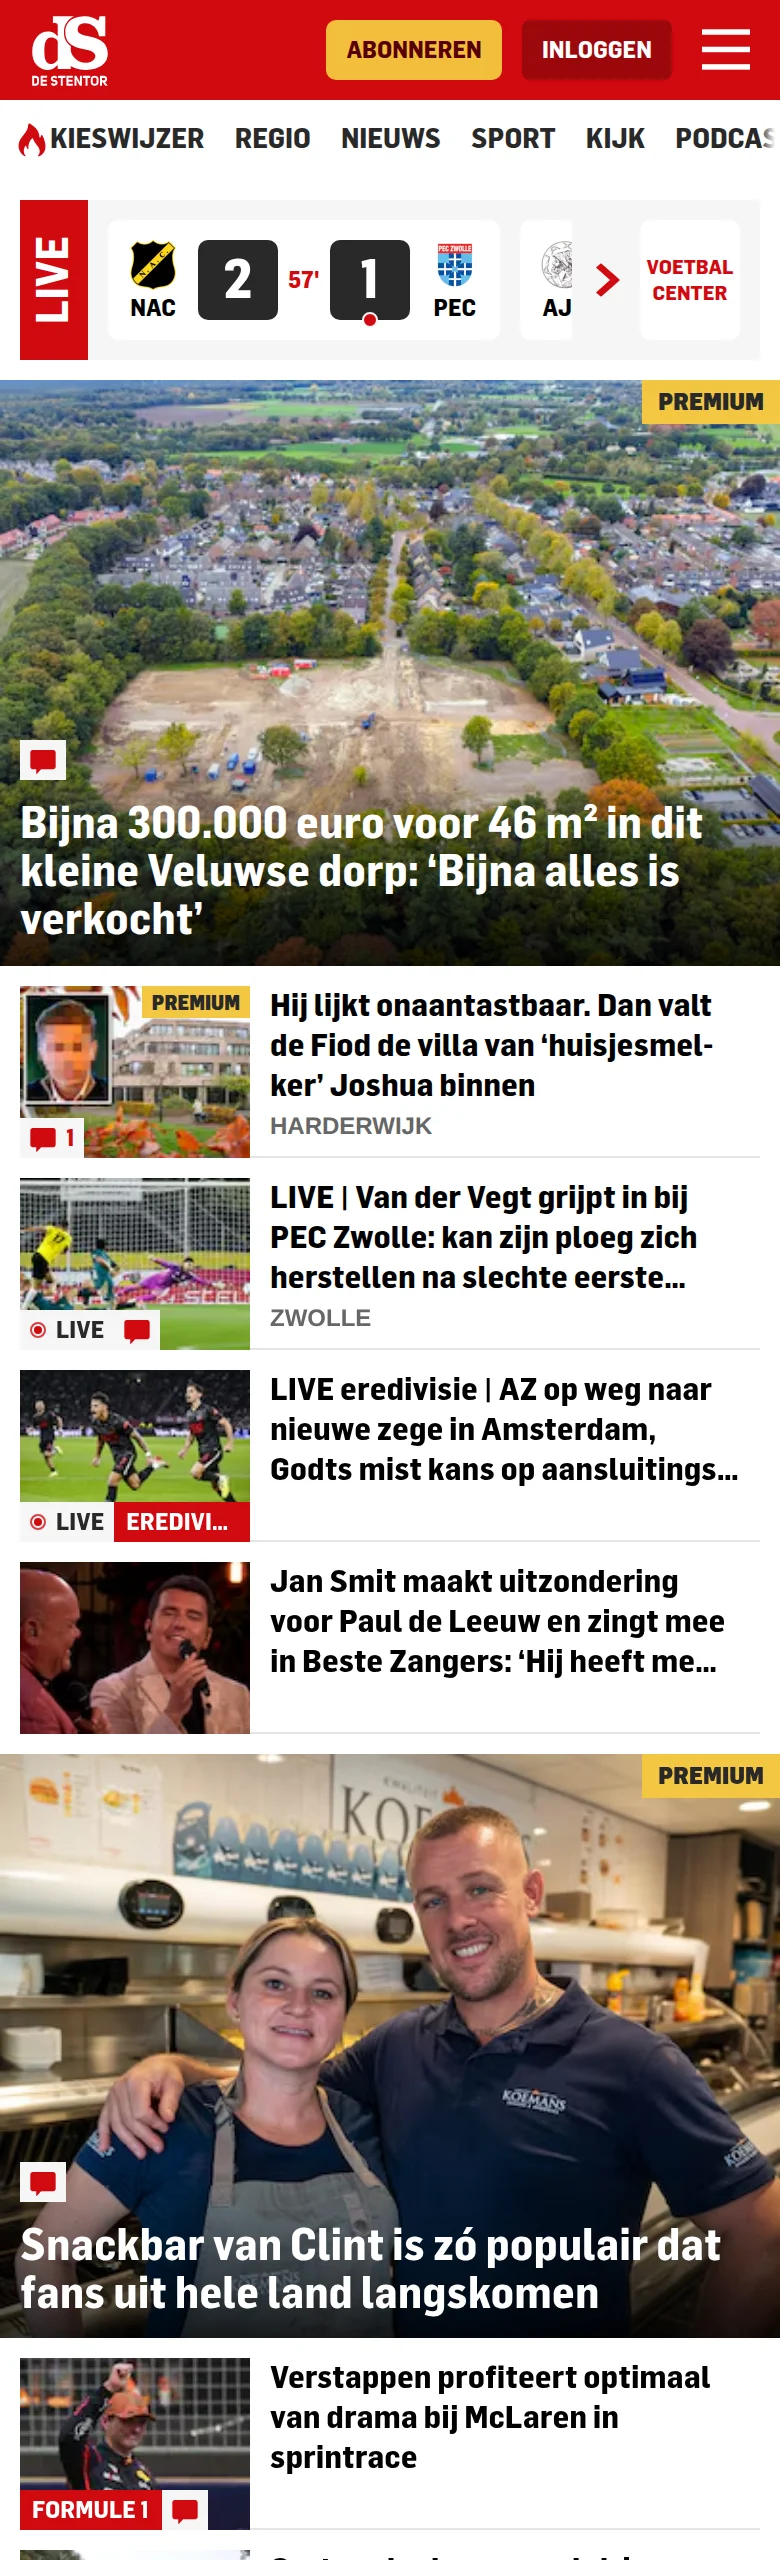 dS
DE STENTOR
ABONNEREN
INLOGGEN
KIESWIJZER REGIO NIEUWS SPORT KIJK PODCAS
LIVE
NAC
2
57'
1
PEC ZWOLLE
PEC
AJ
VOETBAL
CENTER
PREMIUM
Bijna 300.000 euro voor 46 m² in dit
kleine Veluwse dorp: ‘Bijna alles is
verkocht’
PREMIUM
1
Hij lijkt onaantastbaar. Dan valt
de Fiod de villa van ‘huisjesmel-
ker’ Joshua binnen
HARDERWIJK
LIVE
LIVE | Van der Vegt grijpt in bij
PEC Zwolle: kan zijn ploeg zich
herstellen na slechte eerste...
ZWOLLE
LIVE
EREDIVI...
LIVE eredivisie | AZ op weg naar
nieuwe zege in Amsterdam,
Godts mist kans op aansluitings...
Jan Smit maakt uitzondering
voor Paul de Leeuw en zingt mee
in Beste Zangers: ‘Hij heeft me...
PREMIUM
KOEMANS
Snackbar van Clint is zó populair dat
fans uit hele land langskomen
FORMULE 1
Verstappen profiteert optimaal
van drama bij McLaren in
sprintrace